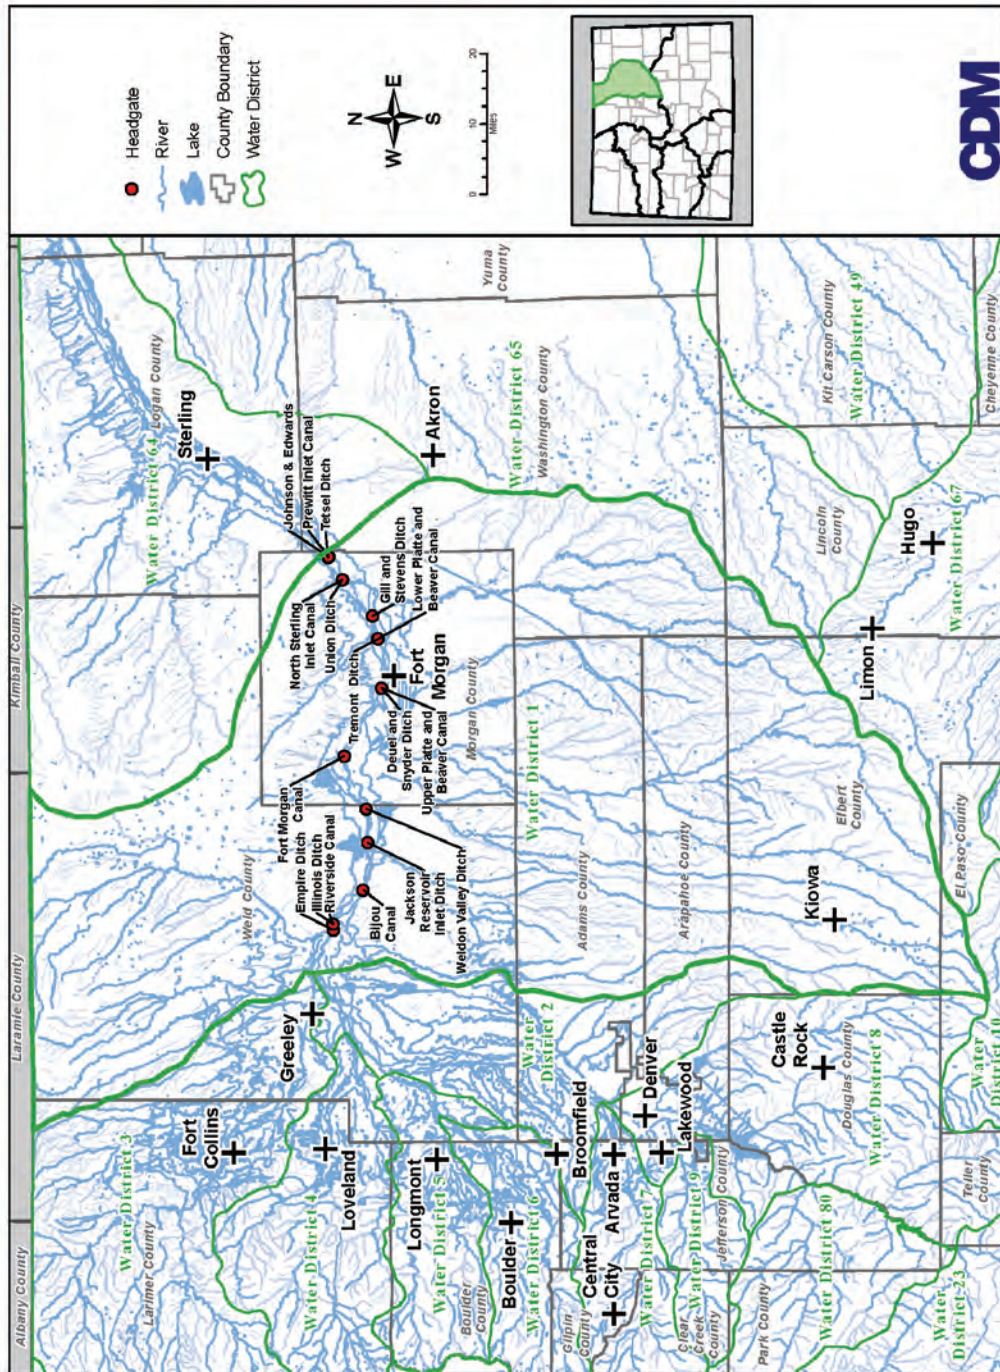 Headgate
River
Lake
County Boundary
Water District
N
W
E
S
0
10
20
Miles
CDM
Albany County
Laramie County
Kimball County
Larimer County
Weld County
Logan County
Water District 3
Water District 64
Fort
Collins
Greeley
Sterling
Water District 4
Loveland
Empire Ditch
Illinois Ditch
Riverside Canal
Fort Morgan
Canal
Tremont Ditch
North Sterling
Inlet Canal
Union Ditch
Johnson & Edwards
Prewitt Inlet Canal
Tetsel Ditch
Bijou
Canal
Jackson
Reservoir
Inlet Ditch
Weldon Valley Ditch
Deuel and
Snyder Ditch
Upper Platte and
Beaver Canal
Fort
Morgan
Gill and
Stevens Ditch
Lower Platte and
Beaver Canal
Morgan County
Akron
Yuma
County
Longmont
Water District 5
Boulder
County
Boulder
Water District 6
Water
District 2
Water District 1
Water District 65
Washington County
Gilpin
County
Central
City
Arvada
Broomfield
Adams County
Water District 7
Denver
Lakewood
Arapahoe County
Clear
Creek
County
Water District 9
Jefferson County
Park County
Water District 80
Castle
Rock
Douglas County
Water District 8
Kiowa
Elbert
County
Limon
Lincoln
County
Hugo
Water District 67
Kit Carson County
Water District 49
Cheyenne County
El Paso County
Water
District 10
Teller
County
Water
District 23